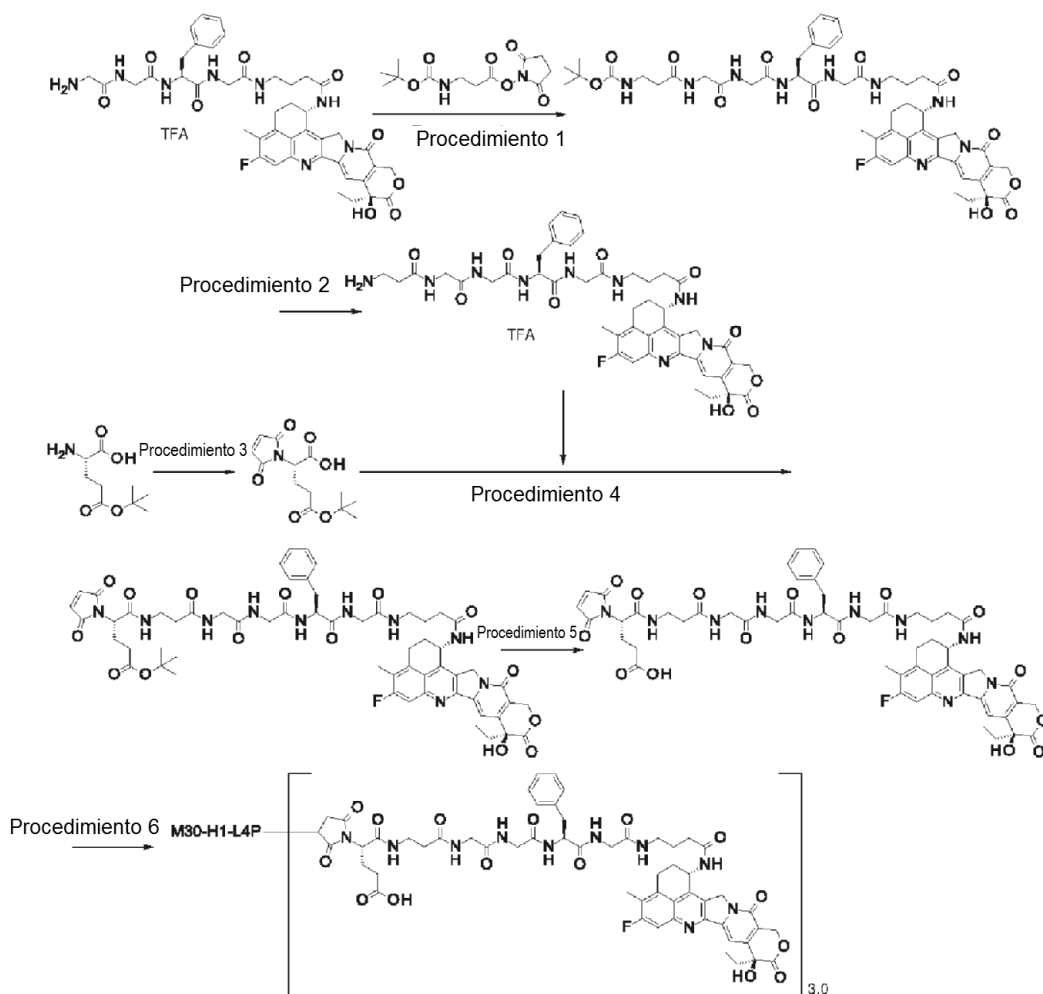 TFA
Procedimiento 1
Procedimiento 2
TFA
Procedimiento 3
Procedimiento 4
Procedimiento 5
Procedimiento 6
M30-H1-L4P
3.0